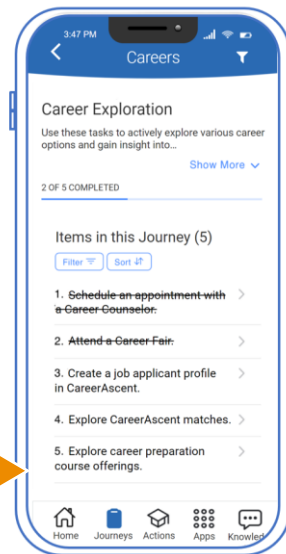 3:47 PM
Careers
Career Exploration
Use these tasks to actively explore various career
options and gain insight into...
Show More
2 OF 5 COMPLETED
Items in this Journey (5)
Filter
Sort
1. Schedule an appointment with
a Career Counselor.
2. Attend a Career Fair.
3. Create a job applicant profile
in CareerAscent.
4. Explore CareerAscent matches.
5. Explore career preparation
course offerings.
Home Journeys Actions Apps Knowled